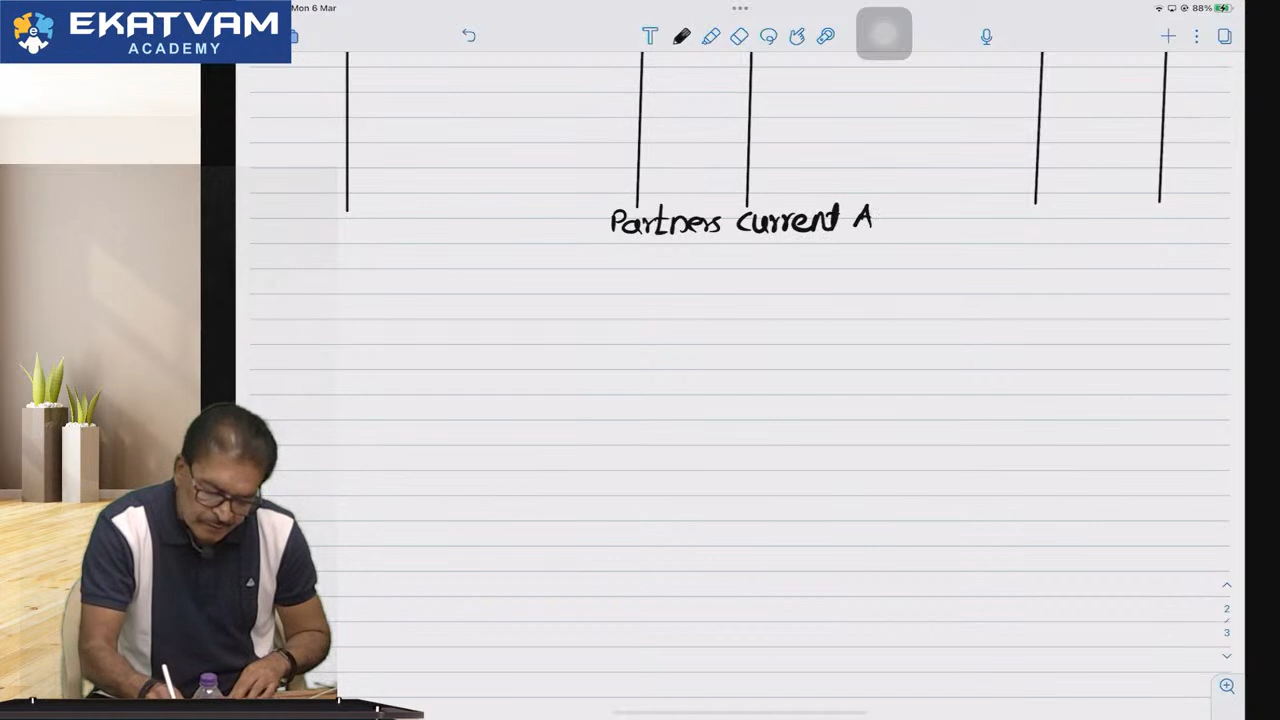 EKATVAM
ACADEMY
Mon 6 Mar
88%
T
Partners current A
2
3